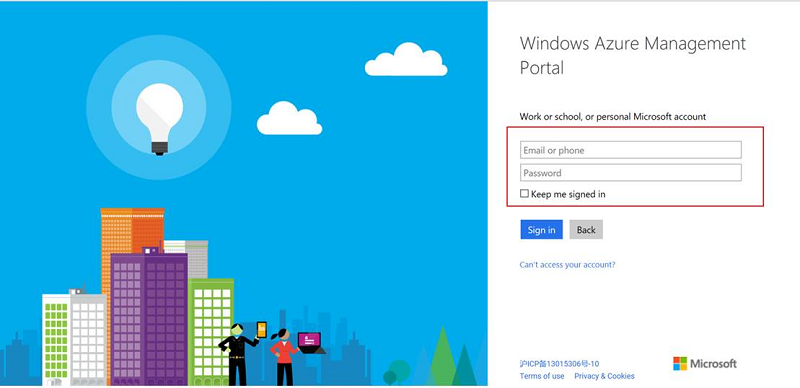 Windows Azure Management
Portal
Work or school, or personal Microsoft account
Email or phone
Password
Keep me signed in
Sign in
Back
Can't access your account?
沪ICP备13015306号-10
Terms of use
Privacy & Cookies
Microsoft